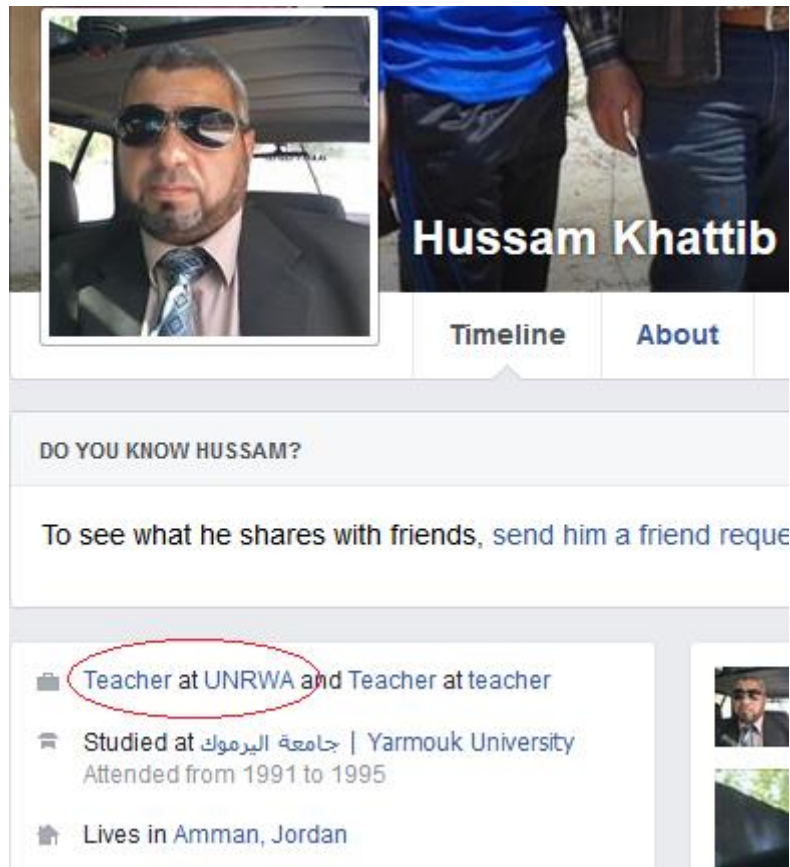 Hussam Khattib
Timeline About
DO YOU KNOW HUSSAM?
To see what he shares with friends, send him a friend reque
Teacher at UNRWA and Teacher at teacher
Studied at جامعة اليرموك | Yarmouk University
Attended from 1991 to 1995
Lives in Amman, Jordan